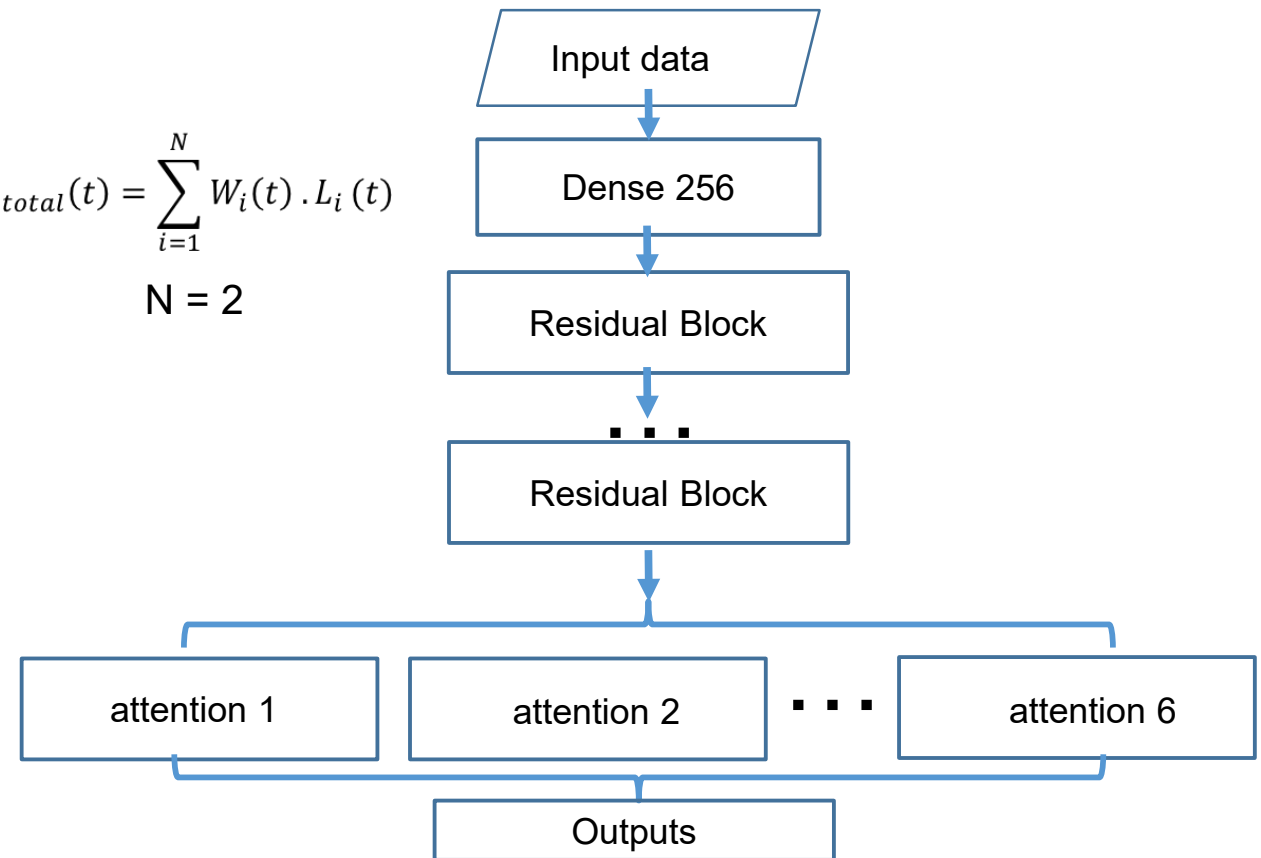 Input data
total(t) = \sum_{i=1}^{N} W_i(t) . L_i (t)
N = 2
Dense 256
Residual Block
. . .
Residual Block
attention 1
attention 2
. . .
attention 6
Outputs